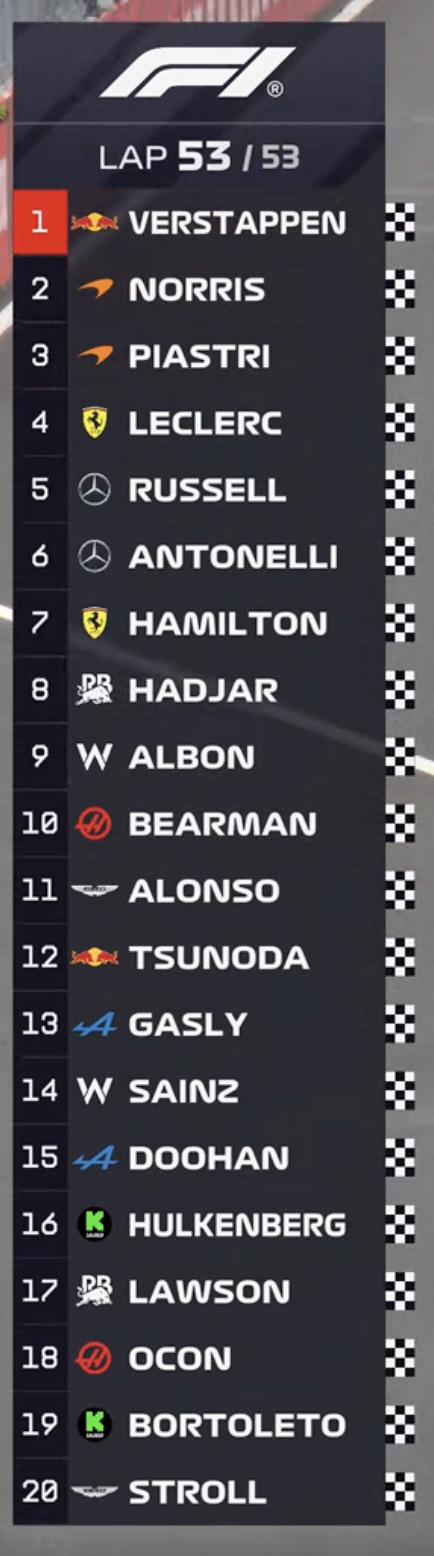 F1®
LAP 53 / 53
1 VERSTAPPEN
2 NORRIS
3 PIASTRI
4 LECLERC
5 RUSSELL
6 ANTONELLI
7 HAMILTON
8 RB HADJAR
9 W ALBON
10 H BEARMAN
11 ALONSO
12 TSUNODA
13 A GASLY
14 W SAINZ
15 A DOOHAN
16 K HULKENBERG
17 RB LAWSON
18 H OCON
19 K BORTOLETO
20 STROLL